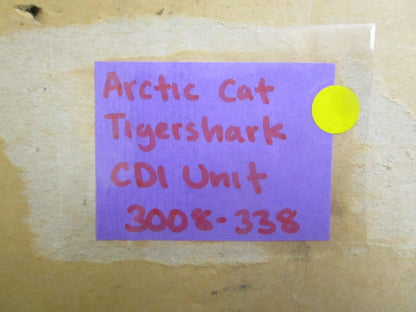 Arctic Cat
Tigershark
CDI Unit
3008-338